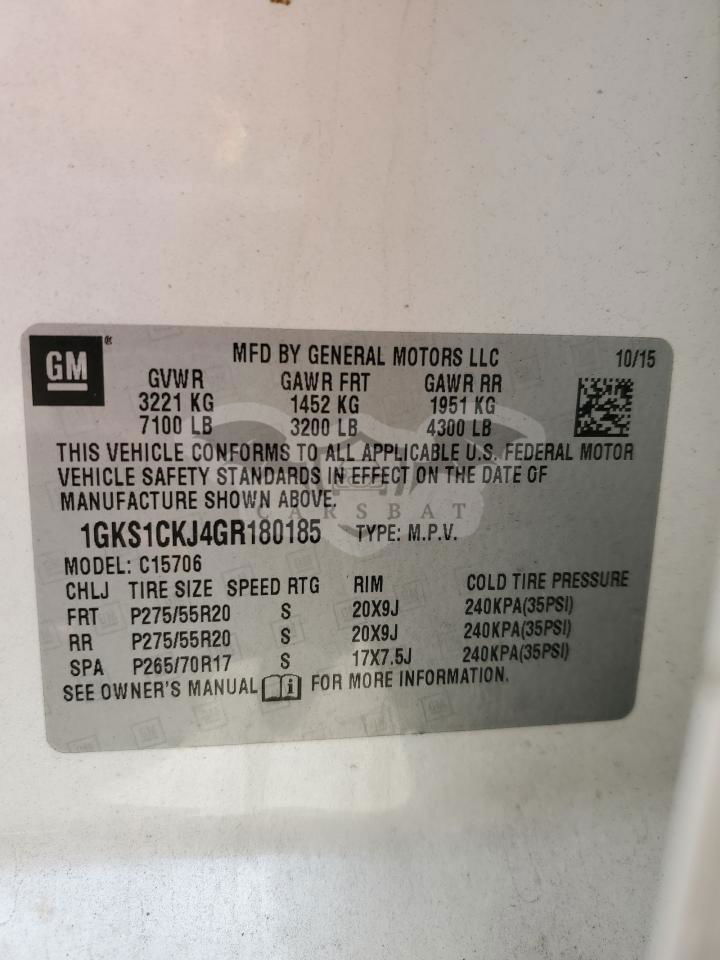 GM ® MFD BY GENERAL MOTORS LLC 10/15
GVWR GAWR FRT GAWR RR
3221 KG 1452 KG 1951 KG
7100 LB 3200 LB 4300 LB
THIS VEHICLE CONFORMS TO ALL APPLICABLE U.S. FEDERAL MOTOR
VEHICLE SAFETY STANDARDS IN EFFECT ON THE DATE OF
MANUFACTURE SHOWN ABOVE.
CARSBAT
1GKS1CKJ4GR180185 TYPE: M.P.V.
MODEL: C15706
CHLJ TIRE SIZE SPEED RTG RIM COLD TIRE PRESSURE
FRT P275/55R20 S 20X9J 240KPA(35PSI)
RR P275/55R20 S 20X9J 240KPA(35PSI)
SPA P265/70R17 S 17X7.5J 240KPA(35PSI)
SEE OWNER'S MANUAL FOR MORE INFORMATION.